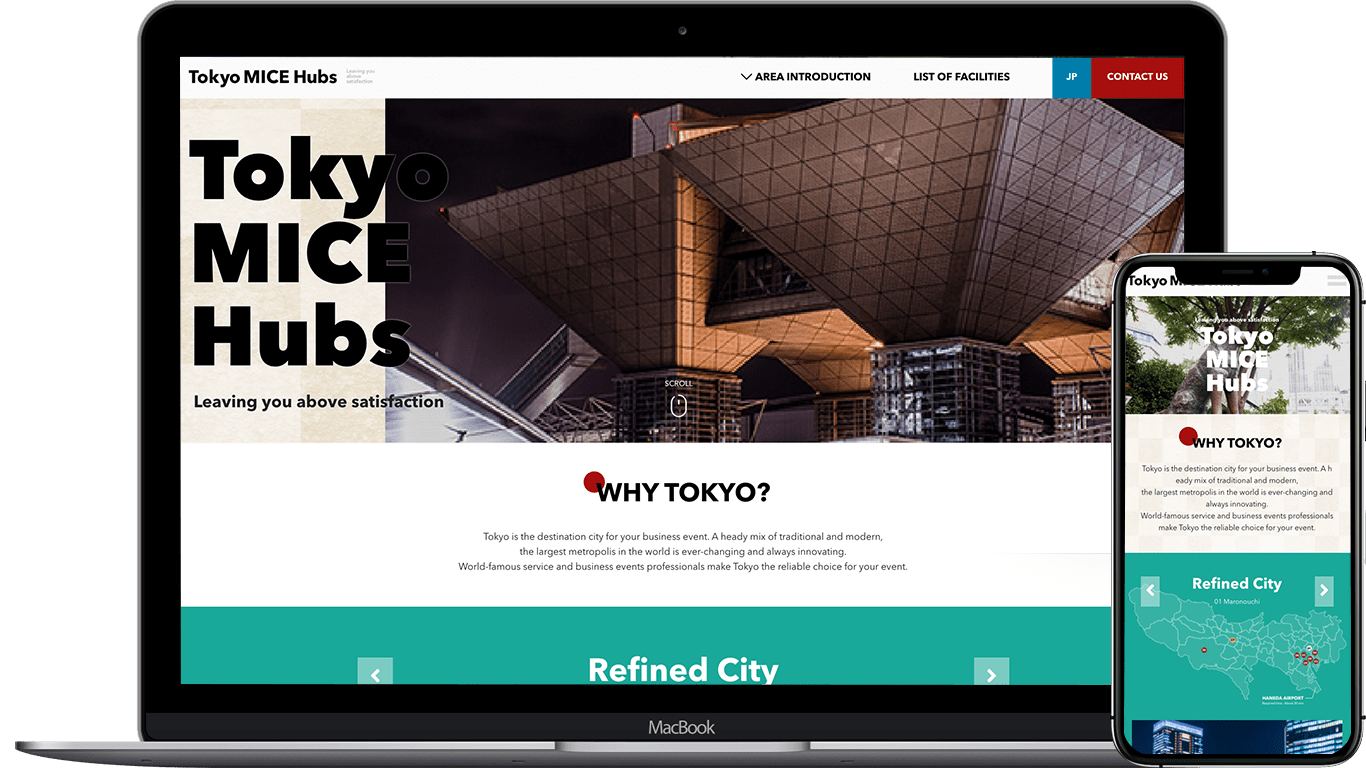 Tokyo MICE Hubs
Leaving you
above
satisfaction
AREA INTRODUCTION
LIST OF FACILITIES
JP
CONTACT US
Tokyo
MICE
Hubs
Leaving you above satisfaction
SCROLL
WHY TOKYO?
Tokyo is the destination city for your business event. A heady mix of traditional and modern,
the largest metropolis in the world is ever-changing and always innovating.
World-famous service and business events professionals make Tokyo the reliable choice for your event.
Refined City
MacBook
Tokyo
Leaving you above satisfaction
Tokyo
MICE
Hubs
WHY TOKYO?
Tokyo is the destination city for your business event. A h
eady mix of traditional and modern,
the largest metropolis in the world is ever-changing and
always innovating.
World-famous service and business events professionals
make Tokyo the reliable choice for your event.
Refined City
01 Maronouchi
HANEDA AIRPORT